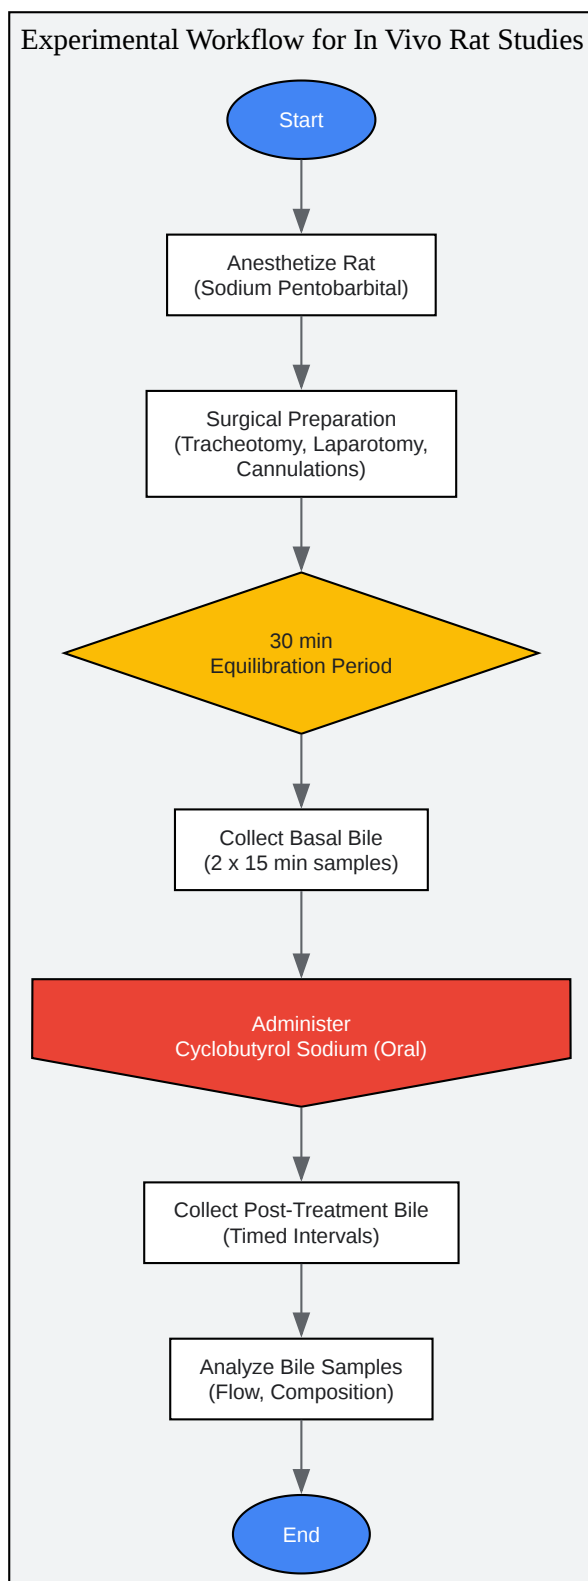 Experimental Workflow for In Vivo Rat Studies
Start
Anesthetize Rat
(Sodium Pentobarbital)
Surgical Preparation
(Tracheotomy, Laparotomy,
Cannulations)
30 min
Equilibration Period
Collect Basal Bile
(2 x 15 min samples)
Administer
Cyclobutyrol Sodium (Oral)
Collect Post-Treatment Bile
(Timed Intervals)
Analyze Bile Samples
(Flow, Composition)
End